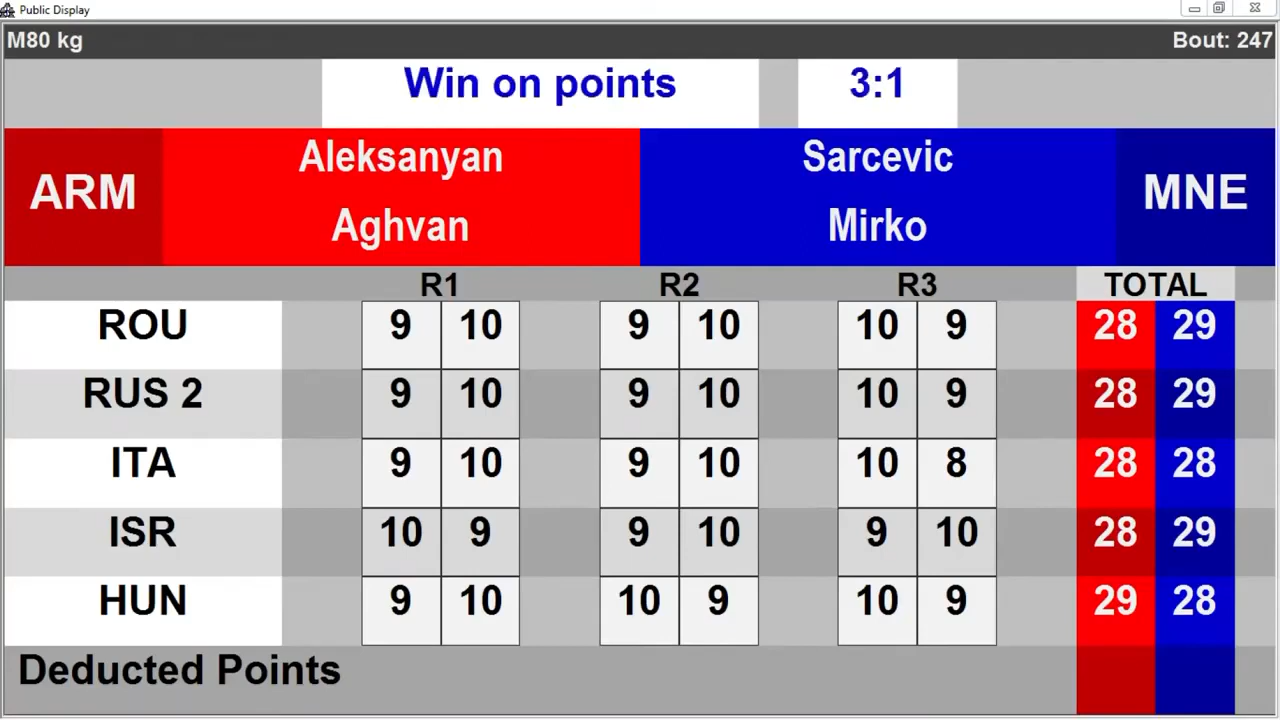 Public Display
M80 kg Bout: 247
Win on points 3:1
ARM Aleksanyan Aghvan Sarcevic Mirko MNE
R1 R2 R3 TOTAL
ROU 9 10 9 10 10 9 28 29
RUS 2 9 10 9 10 10 9 28 29
ITA 9 10 9 10 10 8 28 28
ISR 10 9 9 10 9 10 28 29
HUN 9 10 10 9 10 9 29 28
Deducted Points